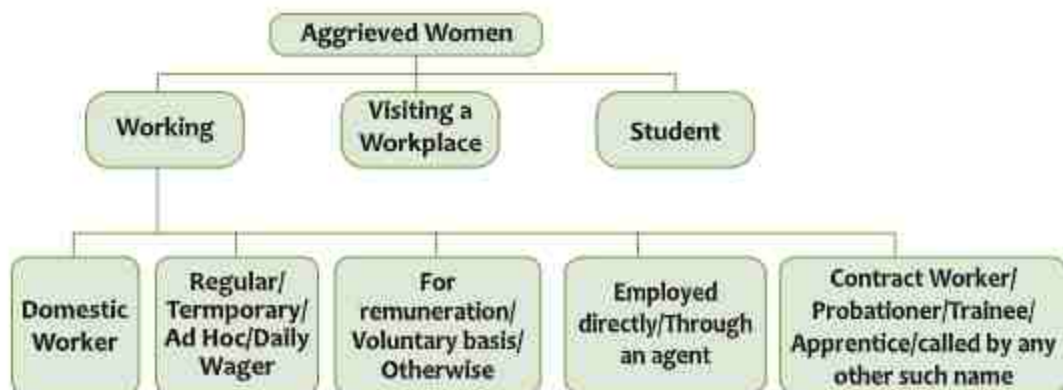 Aggrieved Women
Working
Visiting a
Workplace
Student
Domestic
Worker
Regular/
Termporary/
Ad Hoc/Daily
Wager
For
remuneration/
Voluntary basis/
Otherwise
Employed
directly/Through
an agent
Contract Worker/
Probationer/Trainee/
Apprentice/called by any
other such name